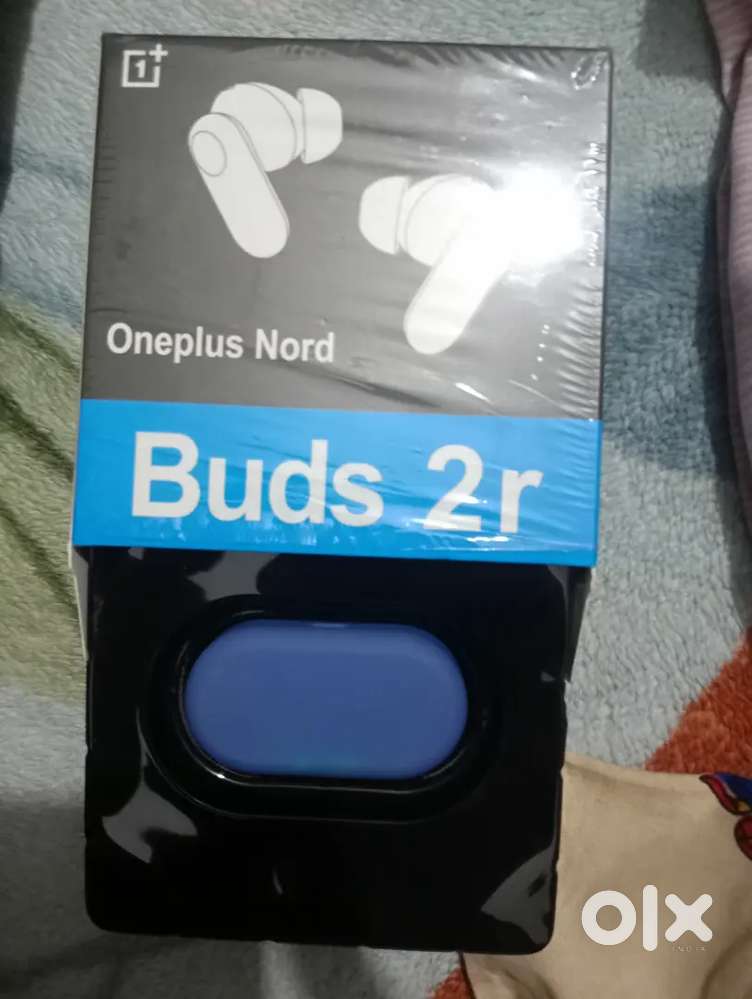 1+
Oneplus Nord
Buds 2r
olx
INDIA